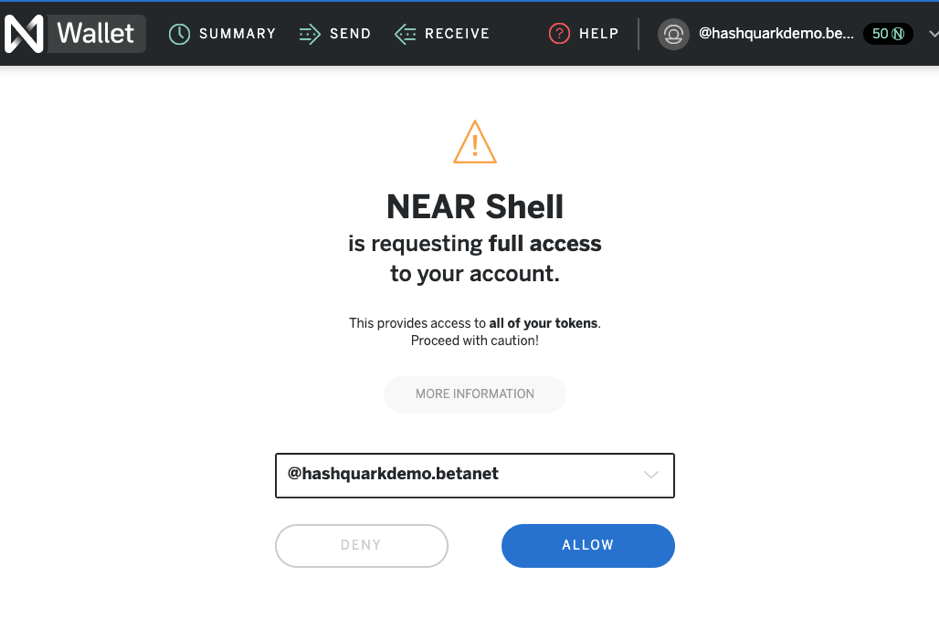 Wallet SUMMARY SEND RECEIVE HELP @hashquarkdemo.be... 50
NEAR Shell
is requesting full access
to your account.
This provides access to all of your tokens.
Proceed with caution!
MORE INFORMATION
@hashquarkdemo.betanet
DENY ALLOW